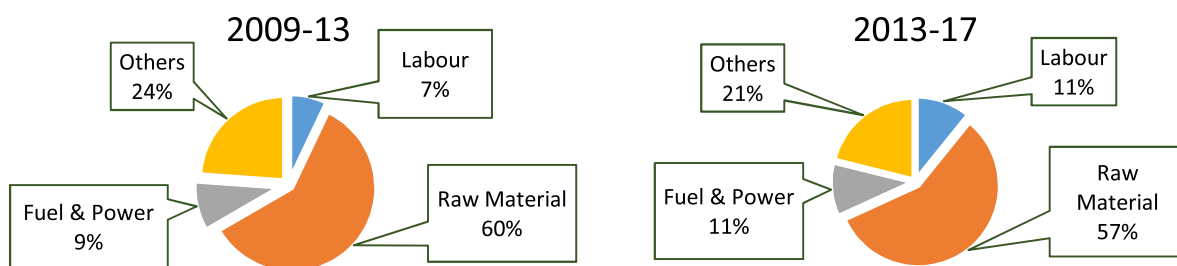 2009-13
Others
24%
Labour
7%
Fuel & Power
9%
Raw Material
60%
2013-17
Others
21%
Labour
11%
Fuel & Power
11%
Raw
Material
57%